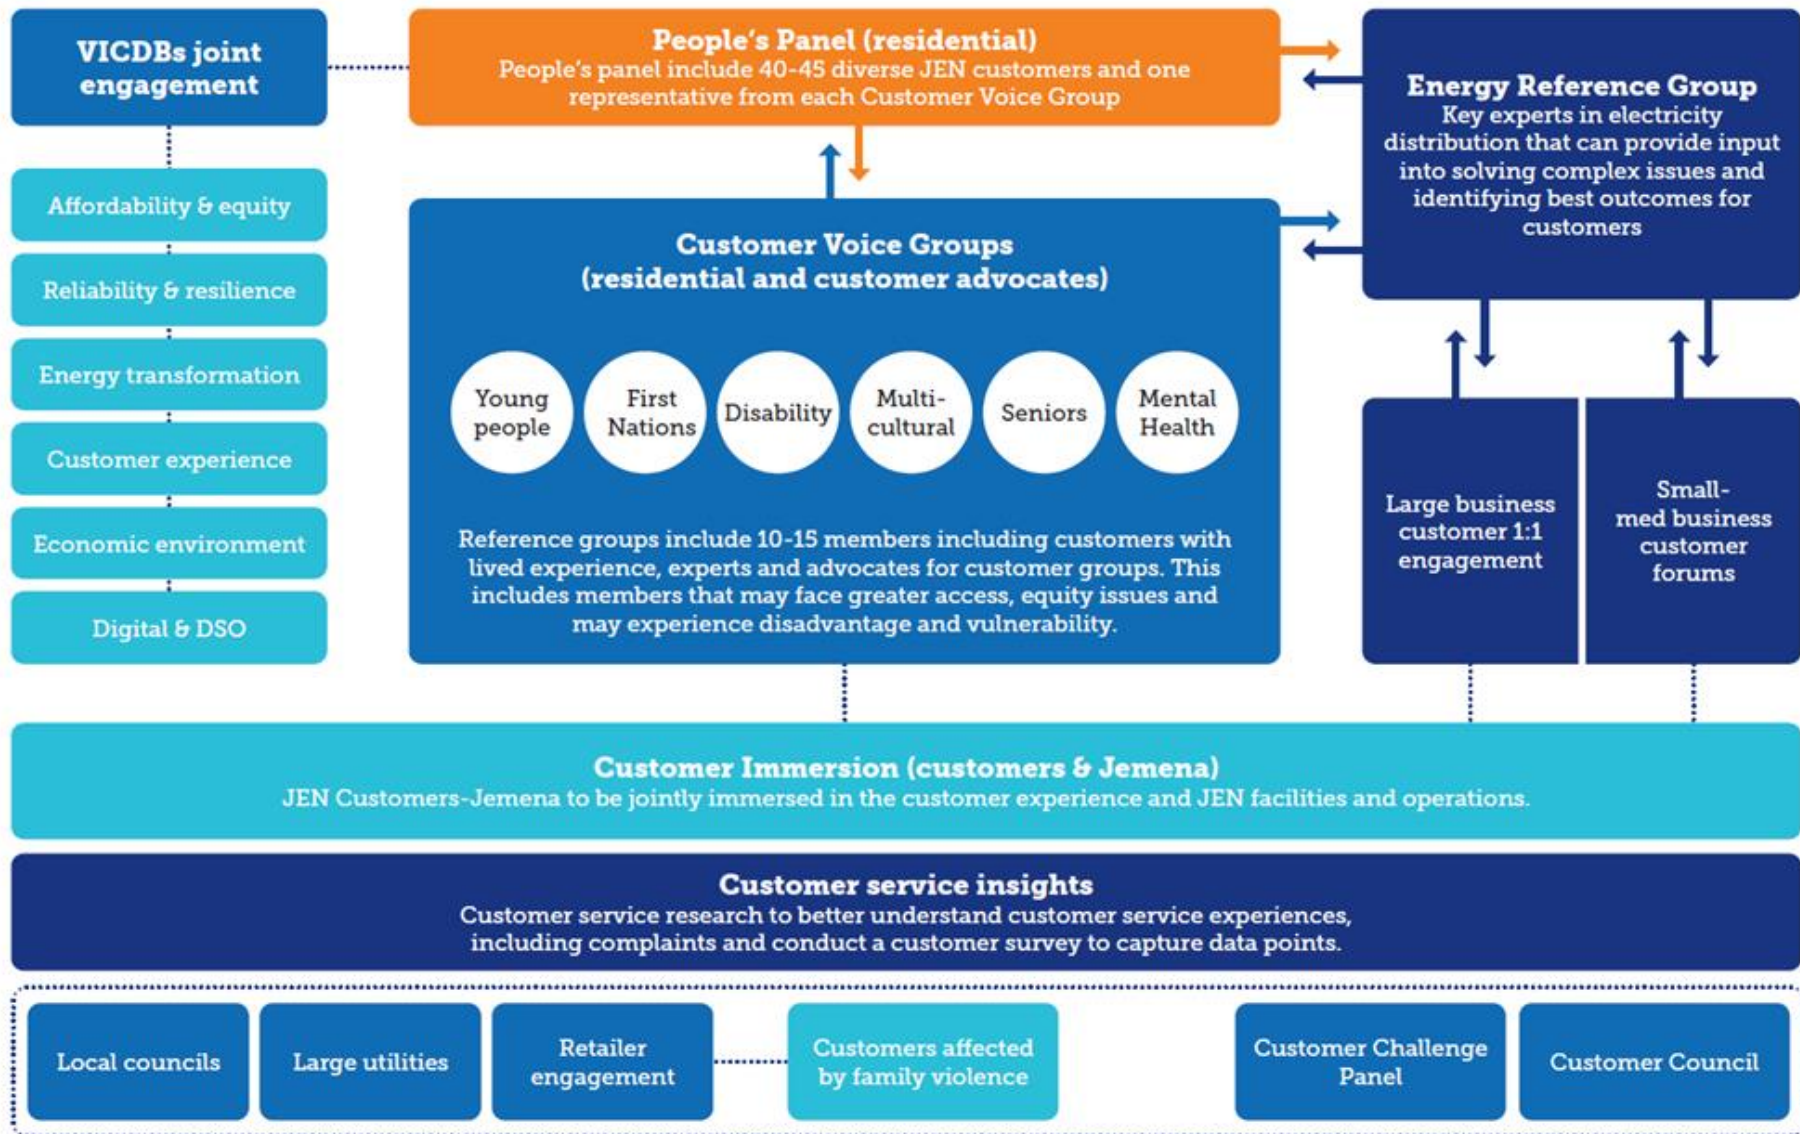 VICDBs joint
engagement
Affordability & equity
Reliability & resilience
Energy transformation
Customer experience
Economic environment
Digital & DSO
People's Panel (residential)
People's panel include 40-45 diverse JEN customers and one
representative from each Customer Voice Group
Customer Voice Groups
(residential and customer advocates)
Young
people
First
Nations
Disability
Multi-
cultural
Seniors
Mental
Health
Reference groups include 10-15 members including customers with
lived experience, experts and advocates for customer groups. This
includes members that may face greater access, equity issues and
may experience disadvantage and vulnerability.
Energy Reference Group
Key experts in electricity
distribution that can provide input
into solving complex issues and
identifying best outcomes for
customers
Large business
customer 1:1
engagement
Small-
med business
customer
forums
Customer Immersion (customers & Jemena)
JEN Customers-Jemena to be jointly immersed in the customer experience and JEN facilities and operations.
Customer service insights
Customer service research to better understand customer service experiences,
including complaints and conduct a customer survey to capture data points.
Local councils
Large utilities
Retailer
engagement
Customers affected
by family violence
Customer Challenge
Panel
Customer Council